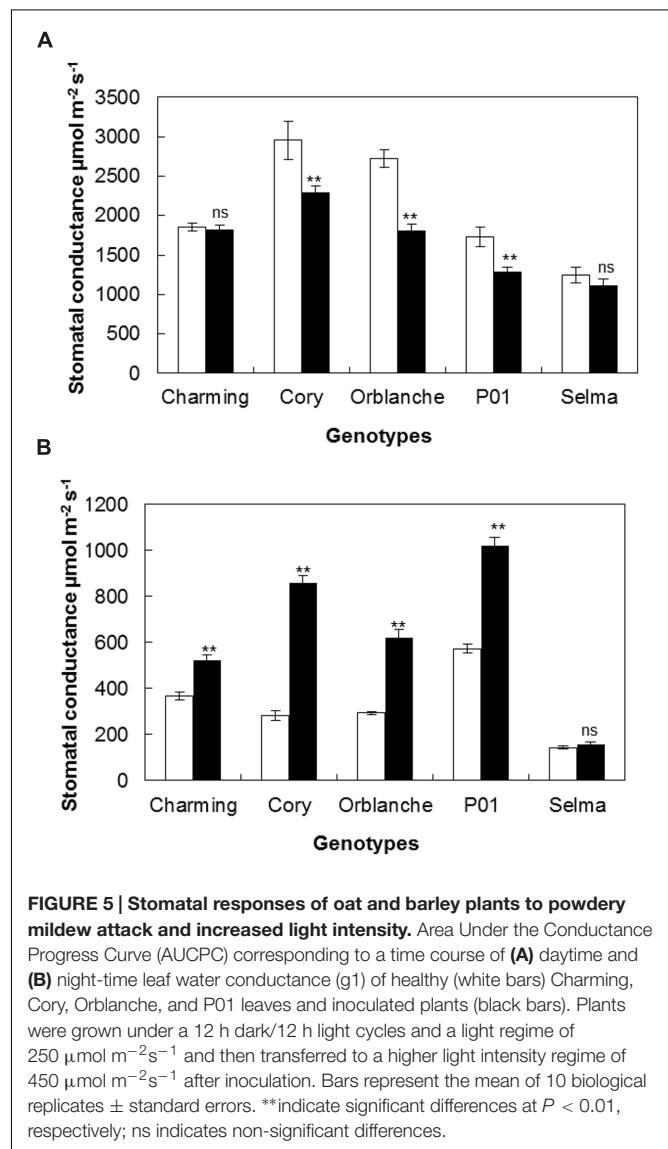 A
Stomatal conductance µmol m-2 s-1
3500
3000
2500
2000
1500
1000
500
0
ns
**
**
**
ns
Charming Cory Orblanche P01 Selma
Genotypes
B
Stomatal conductance µmol m-2 s-1
1200
1000
800
600
400
200
0
**
**
**
**
ns
Charming Cory Orblanche P01 Selma
Genotypes
FIGURE 5 | Stomatal responses of oat and barley plants to powdery
mildew attack and increased light intensity. Area Under the Conductance
Progress Curve (AUCPC) corresponding to a time course of (A) daytime and
(B) night-time leaf water conductance (g1) of healthy (white bars) Charming,
Cory, Orblanche, and P01 leaves and inoculated plants (black bars). Plants
were grown under a 12 h dark/12 h light cycles and a light regime of
250 µmol m−2s−1 and then transferred to a higher light intensity regime of
450 µmol m−2s−1 after inoculation. Bars represent the mean of 10 biological
replicates ± standard errors. **indicate significant differences at P < 0.01,
respectively; ns indicates non-significant differences.